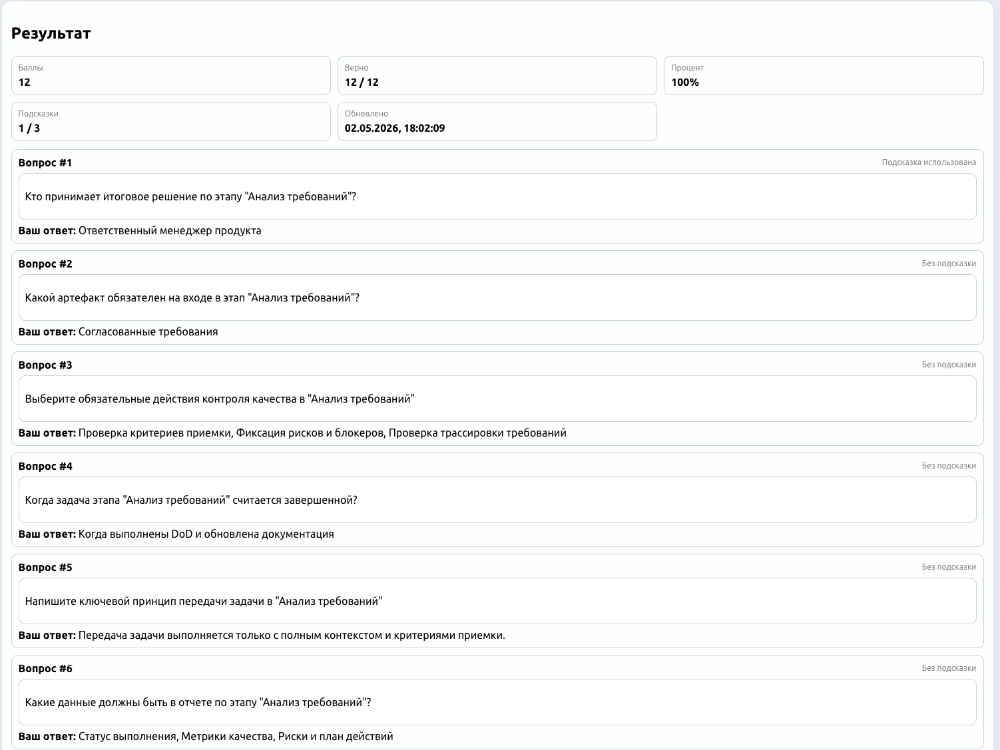 Результат
Баллы
12
Верно
12 / 12
Процент
100%
Подсказки
1 / 3
Обновлено
02.05.2026, 18:02:09
Вопрос #1
Подсказка использована
Кто принимает итоговое решение по этапу "Анализ требований"?
Ваш ответ: Ответственный менеджер продукта
Вопрос #2
Без подсказки
Какой артефакт обязателен на входе в этап "Анализ требований"?
Ваш ответ: Согласованные требования
Вопрос #3
Без подсказки
Выберите обязательные действия контроля качества в "Анализ требований"
Ваш ответ: Проверка критериев приемки, Фиксация рисков и блокеров, Проверка трассировки требований
Вопрос #4
Без подсказки
Когда задача этапа "Анализ требований" считается завершенной?
Ваш ответ: Когда выполнены DoD и обновлена документация
Вопрос #5
Без подсказки
Напишите ключевой принцип передачи задачи в "Анализ требований"
Ваш ответ: Передача задачи выполняется только с полным контекстом и критериями приемки.
Вопрос #6
Без подсказки
Какие данные должны быть в отчете по этапу "Анализ требований"?
Ваш ответ: Статус выполнения, Метрики качества, Риски и план действий